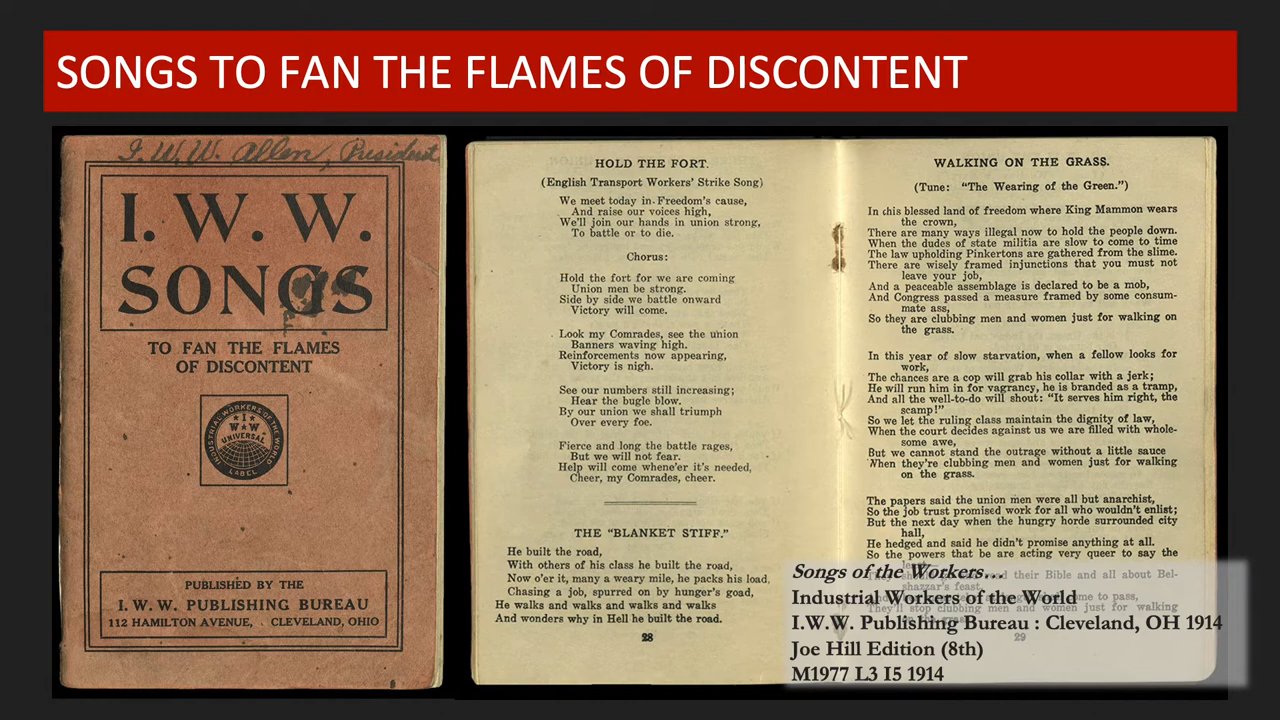 SONGS TO FAN THE FLAMES OF DISCONTENT
I. W. W. Allen, President
I. W. W.
SONGS
TO FAN THE FLAMES
OF DISCONTENT
INDUSTRIAL WORKERS OF THE WORLD
I
W W
UNIVERSAL
LABEL
PUBLISHED BY THE
I. W. W. PUBLISHING BUREAU
112 HAMILTON AVENUE, CLEVELAND, OHIO
HOLD THE FORT.
(English Transport Workers' Strike Song)
We meet today in Freedom's cause,
And raise our voices high,
We'll join our hands in union strong,
To battle or to die.
Chorus:
Hold the fort for we are coming
Union men be strong.
Side by side we battle onward
Victory will come.
Look my Comrades, see the union
Banners waving high.
Reinforcements now appearing,
Victory is nigh.
See our numbers still increasing;
Hear the bugle blow.
By our union we shall triumph
Over every foe.
Fierce and long the battle rages,
But we will not fear.
Help will come whene'er it's needed,
Cheer, my Comrades, cheer.
THE "BLANKET STIFF."
He built the road,
With others of his class he built the road,
Now o'er it, many a weary mile, he packs his load,
Chasing a job, spurred on by hunger's goad,
He walks and walks and walks and walks
And wonders why in Hell he built the road.
28
WALKING ON THE GRASS.
(Tune: "The Wearing of the Green.")
In this blessed land of freedom where King Mammon wears
the crown,
There are many ways illegal now to hold the people down.
When the dudes of state militia are slow to come to time
The law upholding Pinkertons are gathered from the slime.
There are wisely framed injunctions that you must not
leave your job,
And a peaceable assemblage is declared to be a mob,
And Congress passed a measure framed by some consum-
mate ass,
So they are clubbing men and women just for walking on
the grass.
In this year of slow starvation, when a fellow looks for
work,
The chances are a cop will grab his collar with a jerk;
He will run him in for vagrancy, he is branded as a tramp,
And all the well-to-do will shout: "It serves him right, the
scamp!"
So we let the ruling class maintain the dignity of law,
When the court decides against us we are filled with whole-
some awe,
But we cannot stand the outrage without a little sauce
When they're clubbing men and women just for walking
on the grass.
The papers said the union men were all but anarchist,
So the job trust promised work for all who wouldn't enlist;
But the next day when the hungry horde surrounded city
hall,
He hedged and said he didn't promise anything at all.
So the powers that be are acting very queer to say the
their Bible and all about Bel-
shazzar's feast,
come to pass,
They'll stop clubbing men and women just for walking
29
Songs of the Workers…
Industrial Workers of the World
I.W.W. Publishing Bureau : Cleveland, OH 1914
Joe Hill Edition (8th)
M1977 L3 I5 1914